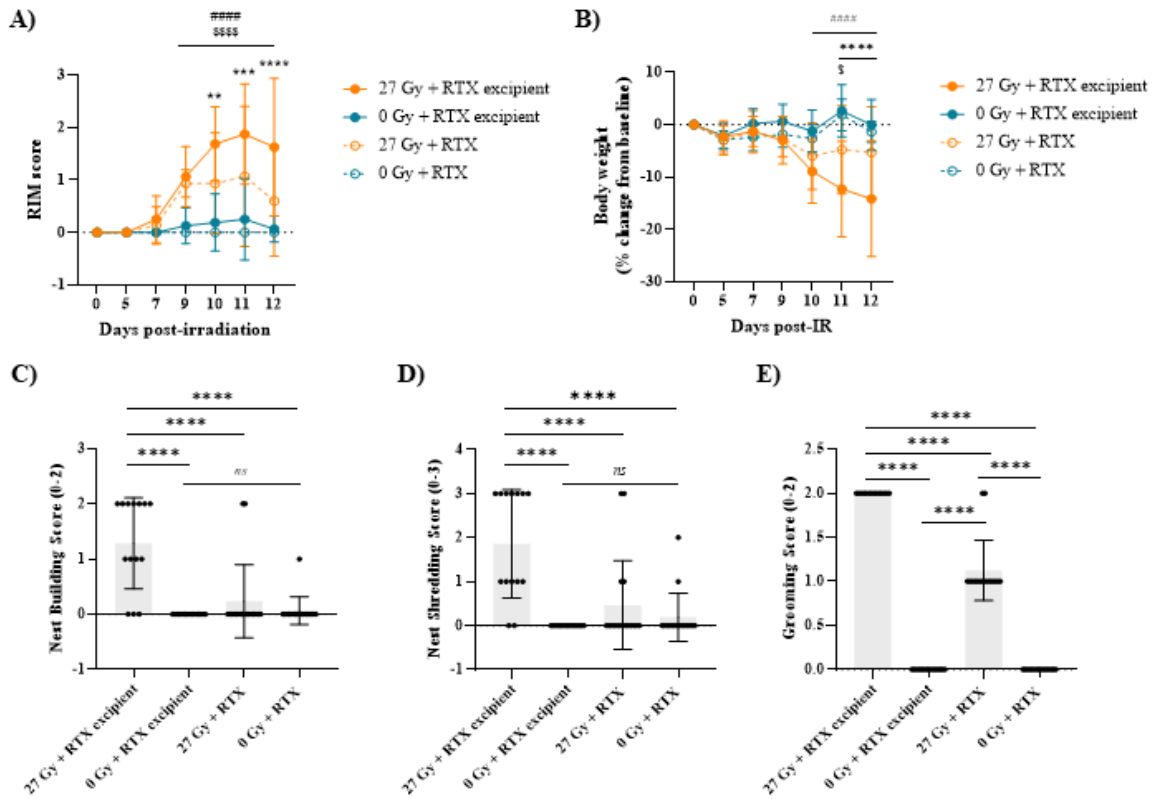 A)
####
$$$$
** *** ****
3
2
1
0
-1
RIM score
0 5 7 9 10 11 12
Days post-irradiation
27 Gy + RTX excipient
0 Gy + RTX excipient
27 Gy + RTX
0 Gy + RTX
B)
####
****
$
10
0
-10
-20
-30
Body weight
(% change from baseline)
0 5 7 9 10 11 12
Days post-IR
27 Gy + RTX excipient
0 Gy + RTX excipient
27 Gy + RTX
0 Gy + RTX
C)
****
****
****
ns
3
2
1
0
-1
Nest Building Score (0-2)
27 Gy + RTX excipient
0 Gy + RTX excipient
27 Gy + RTX
0 Gy + RTX
D)
****
****
****
ns
4
3
2
1
0
-1
Nest Shredding Score (0-3)
27 Gy + RTX excipient
0 Gy + RTX excipient
27 Gy + RTX
0 Gy + RTX
E)
****
****
**** ****
****
2.5
2.0
1.5
1.0
0.5
0.0
Grooming Score (0-2)
27 Gy + RTX excipient
0 Gy + RTX excipient
27 Gy + RTX
0 Gy + RTX